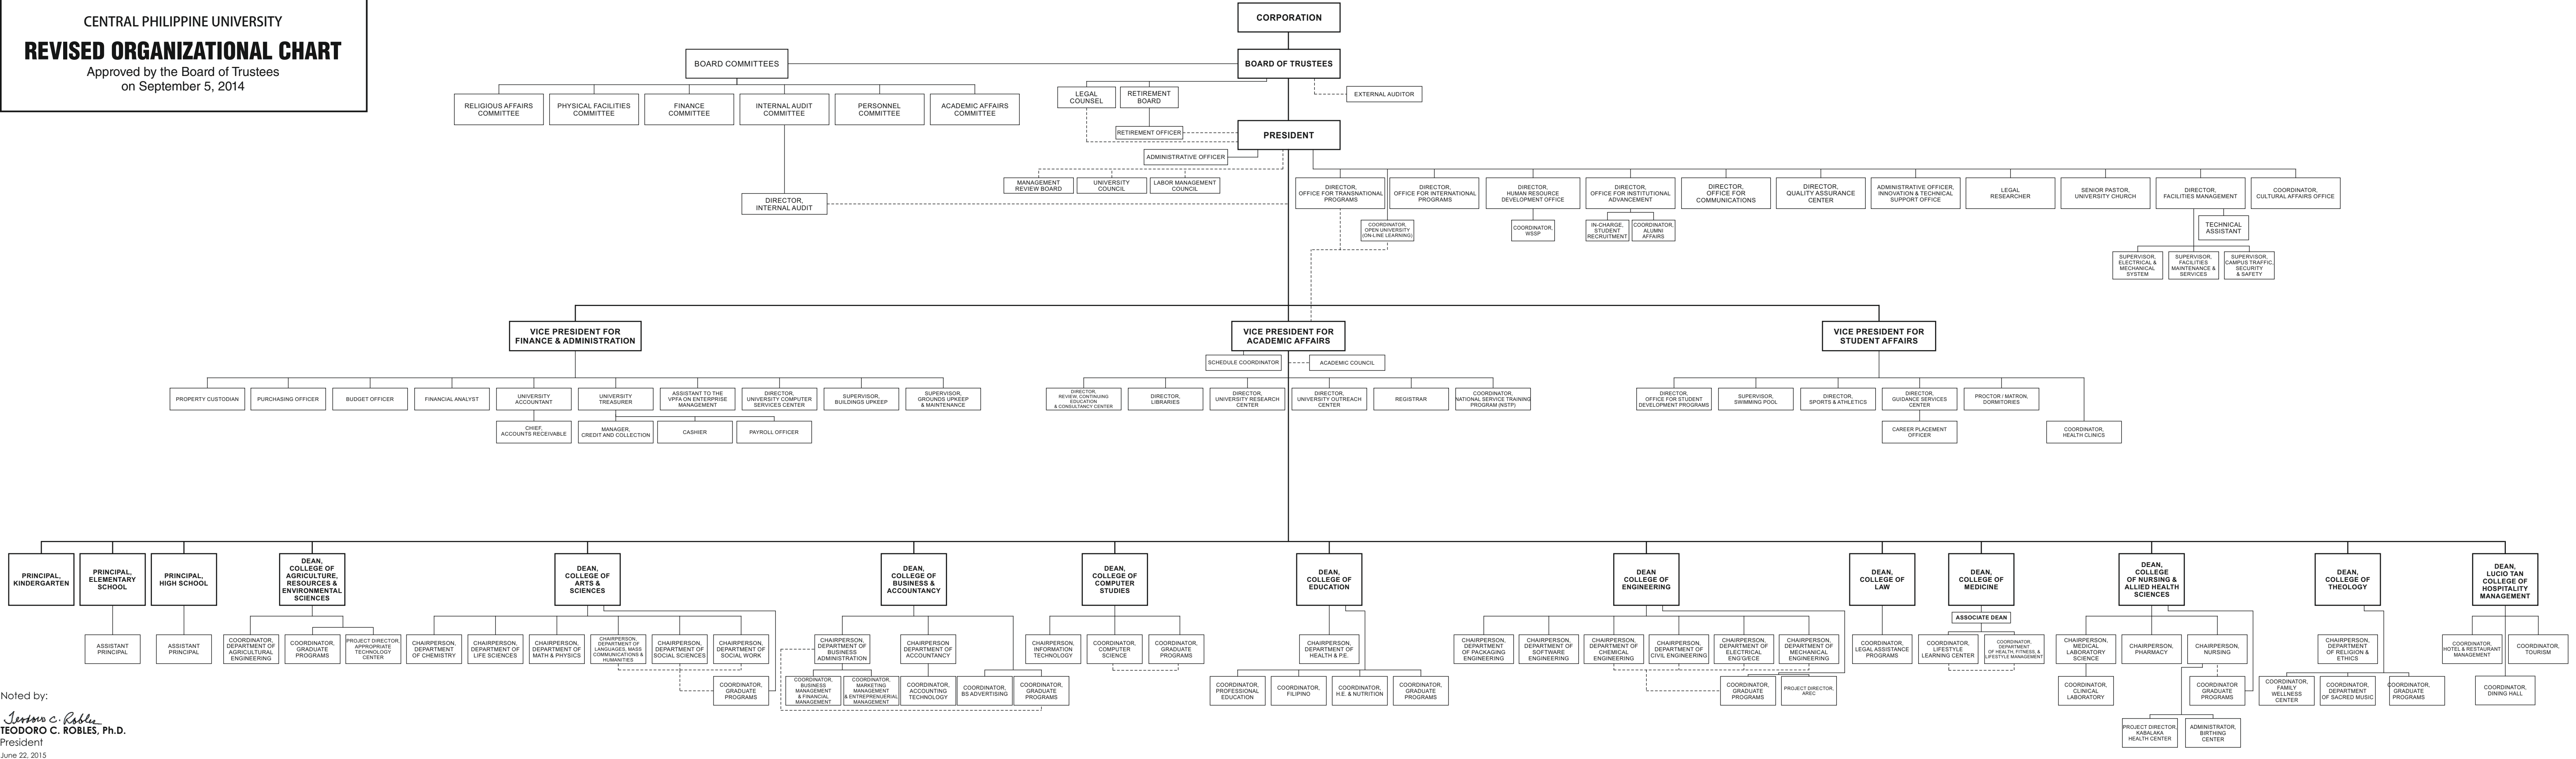 CENTRAL PHILIPPINE UNIVERSITY
REVISED ORGANIZATIONAL CHART
Approved by the Board of Trustees
on September 5, 2014
CORPORATION
BOARD COMMITTEES
BOARD OF TRUSTEES
RELIGIOUS AFFAIRS
COMMITTEE
PHYSICAL FACILITIES
COMMITTEE
FINANCE
COMMITTEE
INTERNAL AUDIT
COMMITTEE
PERSONNEL
COMMITTEE
ACADEMIC AFFAIRS
COMMITTEE
LEGAL
COUNSEL
RETIREMENT
BOARD
EXTERNAL AUDITOR
RETIREMENT OFFICER
PRESIDENT
ADMINISTRATIVE OFFICER
MANAGEMENT
REVIEW BOARD
UNIVERSITY
COUNCIL
LABOR MANAGEMENT
COUNCIL
DIRECTOR,
INTERNAL AUDIT
DIRECTOR,
OFFICE FOR TRANSNATIONAL
PROGRAMS
DIRECTOR,
OFFICE FOR INTERNATIONAL
PROGRAMS
DIRECTOR,
HUMAN RESOURCE
DEVELOPMENT OFFICE
DIRECTOR,
OFFICE FOR INSTITUTIONAL
ADVANCEMENT
DIRECTOR,
OFFICE FOR
COMMUNICATIONS
DIRECTOR,
QUALITY ASSURANCE
CENTER
ADMINISTRATIVE OFFICER,
INNOVATION & TECHNICAL
SUPPORT OFFICE
LEGAL
RESEARCHER
SENIOR PASTOR,
UNIVERSITY CHURCH
DIRECTOR,
FACILITIES MANAGEMENT
COORDINATOR,
CULTURAL AFFAIRS OFFICE
COORDINATOR,
OPEN UNIVERSITY
(ON-LINE LEARNING)
COORDINATOR,
WSSP
IN-CHARGE,
STUDENT
RECRUITMENT
COORDINATOR,
ALUMNI
AFFAIRS
TECHNICAL
ASSISTANT
SUPERVISOR,
ELECTRICAL &
MECHANICAL
SYSTEM
SUPERVISOR,
FACILITIES
MAINTENANCE &
SERVICES
SUPERVISOR,
CAMPUS TRAFFIC,
SECURITY
& SAFETY
VICE PRESIDENT FOR
FINANCE & ADMINISTRATION
VICE PRESIDENT FOR
ACADEMIC AFFAIRS
VICE PRESIDENT FOR
STUDENT AFFAIRS
SCHEDULE COORDINATOR
ACADEMIC COUNCIL
PROPERTY CUSTODIAN
PURCHASING OFFICER
BUDGET OFFICER
FINANCIAL ANALYST
UNIVERSITY
ACCOUNTANT
UNIVERSITY
TREASURER
ASSISTANT TO THE
VPFA ON ENTERPRISE
MANAGEMENT
DIRECTOR,
UNIVERSITY COMPUTER
SERVICES CENTER
SUPERVISOR,
BUILDINGS UPKEEP
SUPERVISOR,
GROUNDS UPKEEP
& MAINTENANCE
CHIEF,
ACCOUNTS RECEIVABLE
MANAGER,
CREDIT AND COLLECTION
CASHIER
PAYROLL OFFICER
DIRECTOR,
REVIEW, CONTINUING
EDUCATION
& CONSULTANCY CENTER
DIRECTOR,
LIBRARIES
DIRECTOR,
UNIVERSITY RESEARCH
CENTER
DIRECTOR,
UNIVERSITY OUTREACH
CENTER
REGISTRAR
COORDINATOR,
NATIONAL SERVICE TRAINING
PROGRAM (NSTP)
DIRECTOR,
OFFICE FOR STUDENT
DEVELOPMENT PROGRAMS
SUPERVISOR,
SWIMMING POOL
DIRECTOR,
SPORTS & ATHLETICS
DIRECTOR,
GUIDANCE SERVICES
CENTER
PROCTOR / MATRON,
DORMITORIES
CAREER PLACEMENT
OFFICER
COORDINATOR,
HEALTH CLINICS
PRINCIPAL,
KINDERGARTEN
PRINCIPAL,
ELEMENTARY
SCHOOL
PRINCIPAL,
HIGH SCHOOL
DEAN,
COLLEGE OF
AGRICULTURE,
RESOURCES &
ENVIRONMENTAL
SCIENCES
DEAN,
COLLEGE OF
ARTS &
SCIENCES
DEAN,
COLLEGE OF
BUSINESS &
ACCOUNTANCY
DEAN,
COLLEGE OF
COMPUTER
STUDIES
DEAN,
COLLEGE OF
EDUCATION
DEAN
COLLEGE OF
ENGINEERING
DEAN,
COLLEGE OF
LAW
DEAN,
COLLEGE OF
MEDICINE
DEAN,
COLLEGE
OF NURSING &
ALLIED HEALTH
SCIENCES
DEAN,
COLLEGE OF
THEOLOGY
DEAN,
LUCIO TAN
COLLEGE OF
HOSPITALITY
MANAGEMENT
ASSOCIATE DEAN
ASSISTANT
PRINCIPAL
ASSISTANT
PRINCIPAL
COORDINATOR,
DEPARTMENT OF
AGRICULTURAL
ENGINEERING
COORDINATOR,
GRADUATE
PROGRAMS
PROJECT DIRECTOR,
APPROPRIATE
TECHNOLOGY
CENTER
CHAIRPERSON,
DEPARTMENT
OF CHEMISTRY
CHAIRPERSON,
DEPARTMENT OF
LIFE SCIENCES
CHAIRPERSON,
DEPARTMENT OF
MATH & PHYSICS
CHAIRPERSON,
DEPARTMENT OF
LANGUAGES, MASS
COMMUNICATIONS &
HUMANITIES
CHAIRPERSON,
DEPARTMENT OF
SOCIAL SCIENCES
CHAIRPERSON,
DEPARTMENT OF
SOCIAL WORK
COORDINATOR,
GRADUATE
PROGRAMS
CHAIRPERSON,
DEPARTMENT OF
BUSINESS
ADMINISTRATION
CHAIRPERSON
DEPARTMENT OF
ACCOUNTANCY
COORDINATOR,
BUSINESS
MANAGEMENT
& FINANCIAL
MANAGEMENT
COORDINATOR,
MARKETING
MANAGEMENT
& ENTREPRENUERIAL
MANAGEMENT
COORDINATOR,
ACCOUNTING
TECHNOLOGY
COORDINATOR,
BS ADVERTISING
COORDINATOR,
GRADUATE
PROGRAMS
CHAIRPERSON,
INFORMATION
TECHNOLOGY
COORDINATOR,
COMPUTER
SCIENCE
COORDINATOR,
GRADUATE
PROGRAMS
CHAIRPERSON,
DEPARTMENT OF
HEALTH & P.E.
COORDINATOR,
PROFESSIONAL
EDUCATION
COORDINATOR,
FILIPINO
COORDINATOR,
H.E. & NUTRITION
COORDINATOR,
GRADUATE
PROGRAMS
CHAIRPERSON,
DEPARTMENT
OF PACKAGING
ENGINEERING
CHAIRPERSON,
DEPARTMENT OF
SOFTWARE
ENGINEERING
CHAIRPERSON,
DEPARTMENT OF
CHEMICAL
ENGINEERING
CHAIRPERSON,
DEPARTMENT OF
CIVIL ENGINEERING
CHAIRPERSON,
DEPARTMENT OF
ELECTRICAL
ENG'G/ECE
CHAIRPERSON,
DEPARTMENT OF
MECHANICAL
ENGINEERING
COORDINATOR,
GRADUATE
PROGRAMS
PROJECT DIRECTOR,
AREC
COORDINATOR,
LEGAL ASSISTANCE
PROGRAMS
COORDINATOR,
LIFESTYLE
LEARNING CENTER
COORDINATOR,
DEPARTMENT
OF HEALTH, FITNESS, &
LIFESTYLE MANAGEMENT
CHAIRPERSON,
MEDICAL
LABORATORY
SCIENCE
CHAIRPERSON,
PHARMACY
CHAIRPERSON,
NURSING
COORDINATOR,
CLINICAL
LABORATORY
COORDINATOR
GRADUATE
PROGRAMS
PROJECT DIRECTOR,
KABALAKA
HEALTH CENTER
ADMINISTRATOR,
BIRTHING
CENTER
CHAIRPERSON,
DEPARTMENT
OF RELIGION &
ETHICS
COORDINATOR,
FAMILY
WELLNESS
CENTER
COORDINATOR,
DEPARTMENT
OF SACRED MUSIC
COORDINATOR,
GRADUATE
PROGRAMS
COORDINATOR,
HOTEL & RESTAURANT
MANAGEMENT
COORDINATOR,
TOURISM
COORDINATOR,
DINING HALL
Noted by:
Teodoro C. Robles
TEODORO C. ROBLES, Ph.D.
President
June 22, 2015